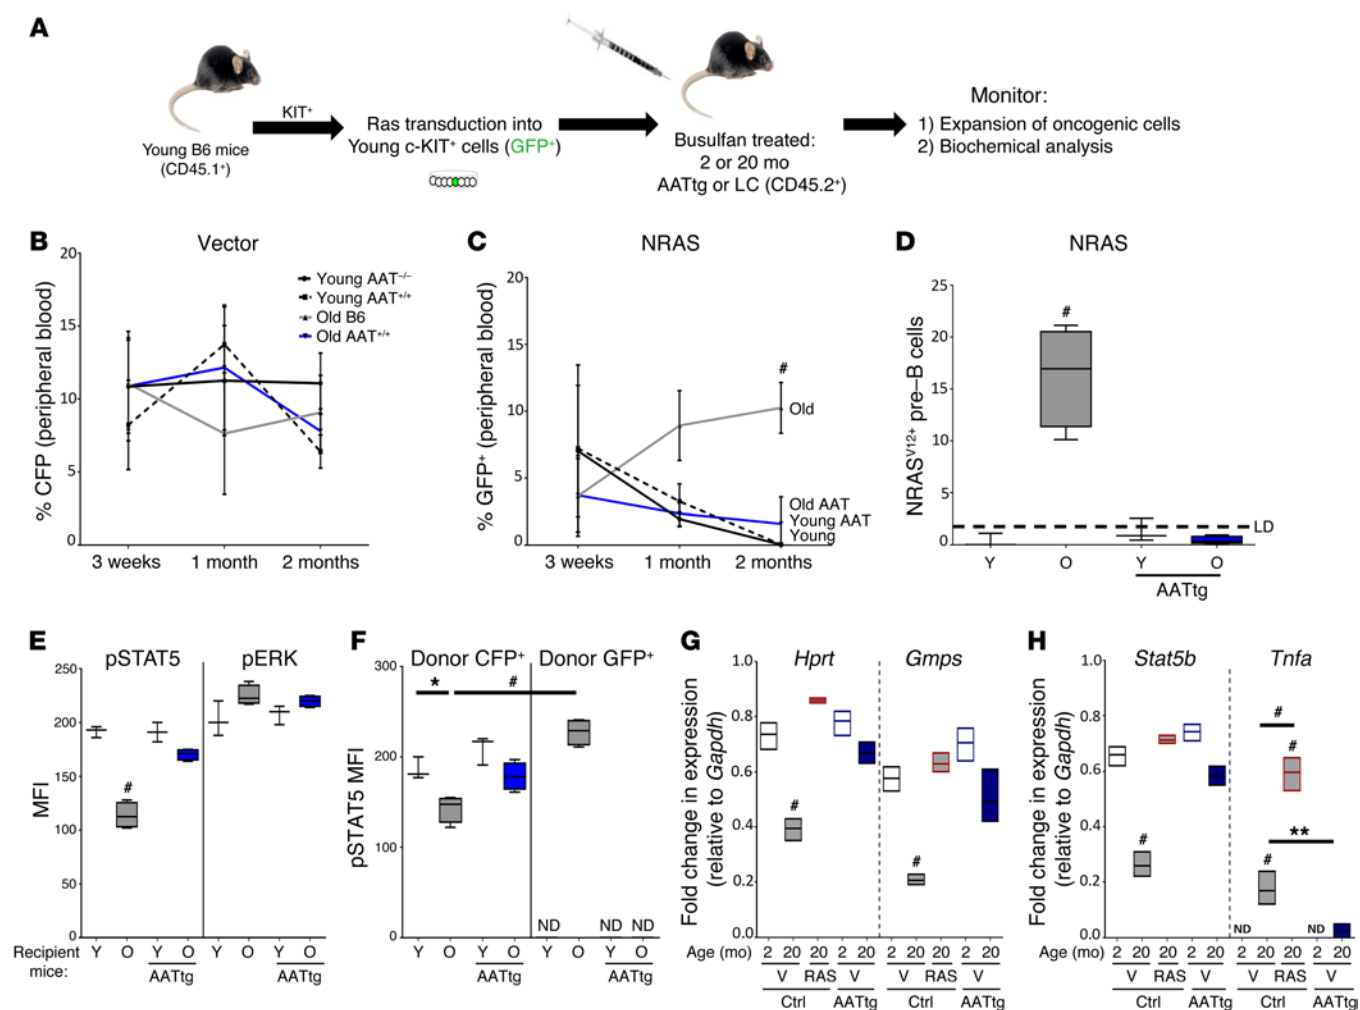 A
KIT⁺
Young B6 mice
(CD45.1⁺)
Ras transduction into
Young c-KIT⁺ cells (GFP⁺)
Busulfan treated:
2 or 20 mo
AATtg or LC (CD45.2⁺)
Monitor:
1) Expansion of oncogenic cells
2) Biochemical analysis
B
Vector
% CFP (peripheral blood)
20
15
10
5
0
3 weeks
1 month
2 months
Young AAT⁻/⁻
Young AAT⁺/⁺
Old B6
Old AAT⁺/⁺
C
NRAS
% GFP⁺ (peripheral blood)
20
15
10
5
0
3 weeks
1 month
2 months
#
Old
Old AAT
Young AAT
Young
D
NRAS
NRASⱽ¹²⁺ pre–B cells
25
20
15
10
5
0
#
LD
Y
O
Y
O
AATtg
E
pSTAT5
pERK
MFI
250
200
150
100
50
0
#
Recipient
mice:
Y
O
Y
O
Y
O
Y
O
AATtg
AATtg
F
Donor CFP⁺
Donor GFP⁺
pSTAT5 MFI
300
200
100
0
*
#
ND
ND
ND
Y
O
Y
O
Y
O
Y
O
AATtg
AATtg
G
Hprt
Gmps
Fold change in expression
(relative to Gapdh)
1.0
0.8
0.6
0.4
0.2
0.0
#
#
Age (mo)
2
20
20
2
20
2
20
20
2
20
V
RAS
V
V
RAS
V
Ctrl
AATtg
Ctrl
AATtg
H
Stat5b
Tnfa
Fold change in expression
(relative to Gapdh)
1.0
0.8
0.6
0.4
0.2
0.0
#
#
#
**
#
ND
ND
Age (mo)
2
20
20
2
20
2
20
20
2
20
V
RAS
V
V
RAS
V
Ctrl
AATtg
Ctrl
AATtg